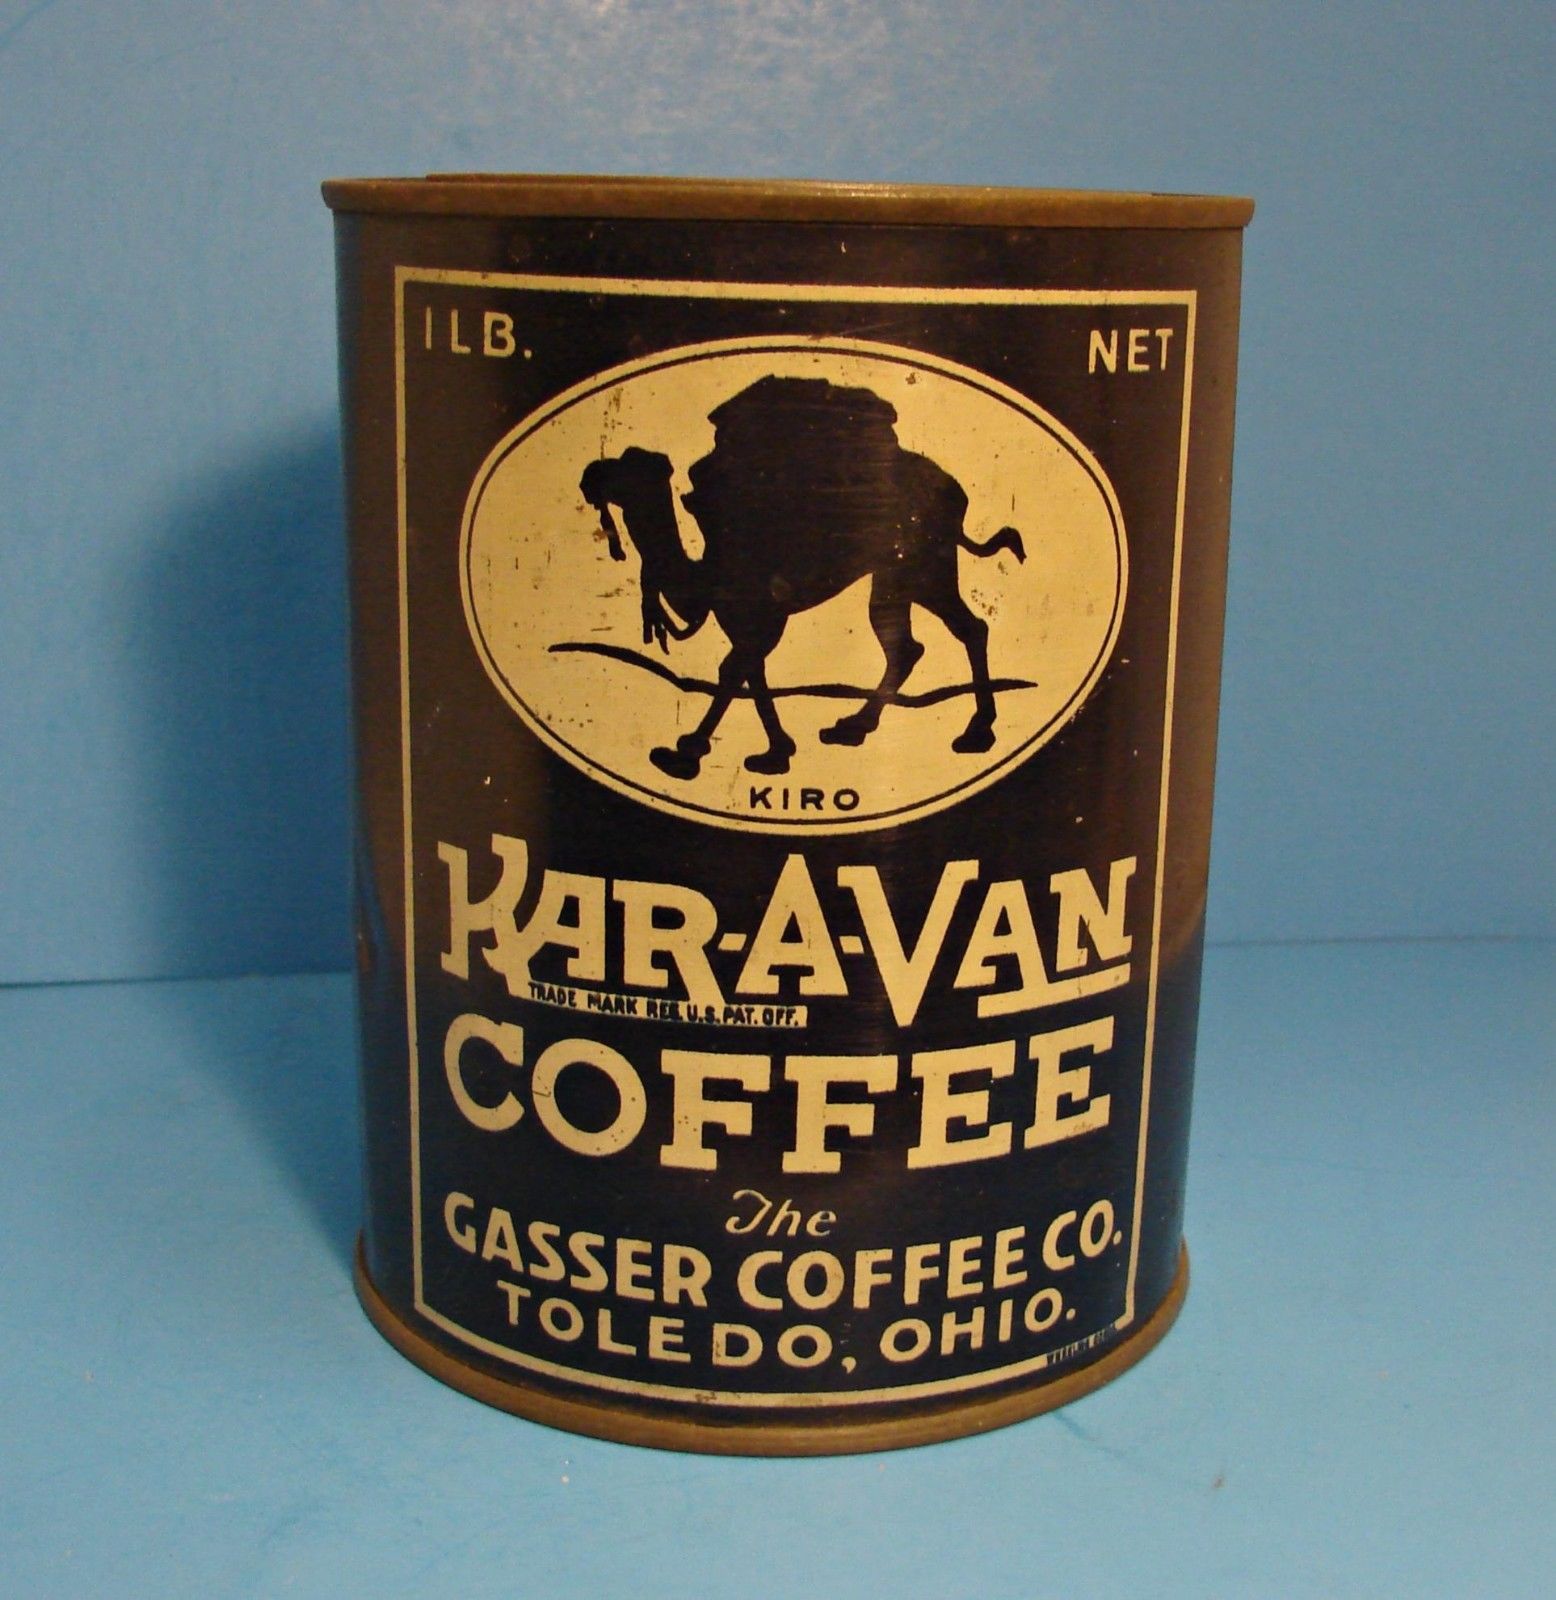 1 LB. NET
KIRO
KAR-A-VAN
TRADE MARK REG. U.S. PAT. OFF.
COFFEE
The
GASSER COFFEE CO.
TOLEDO, OHIO.